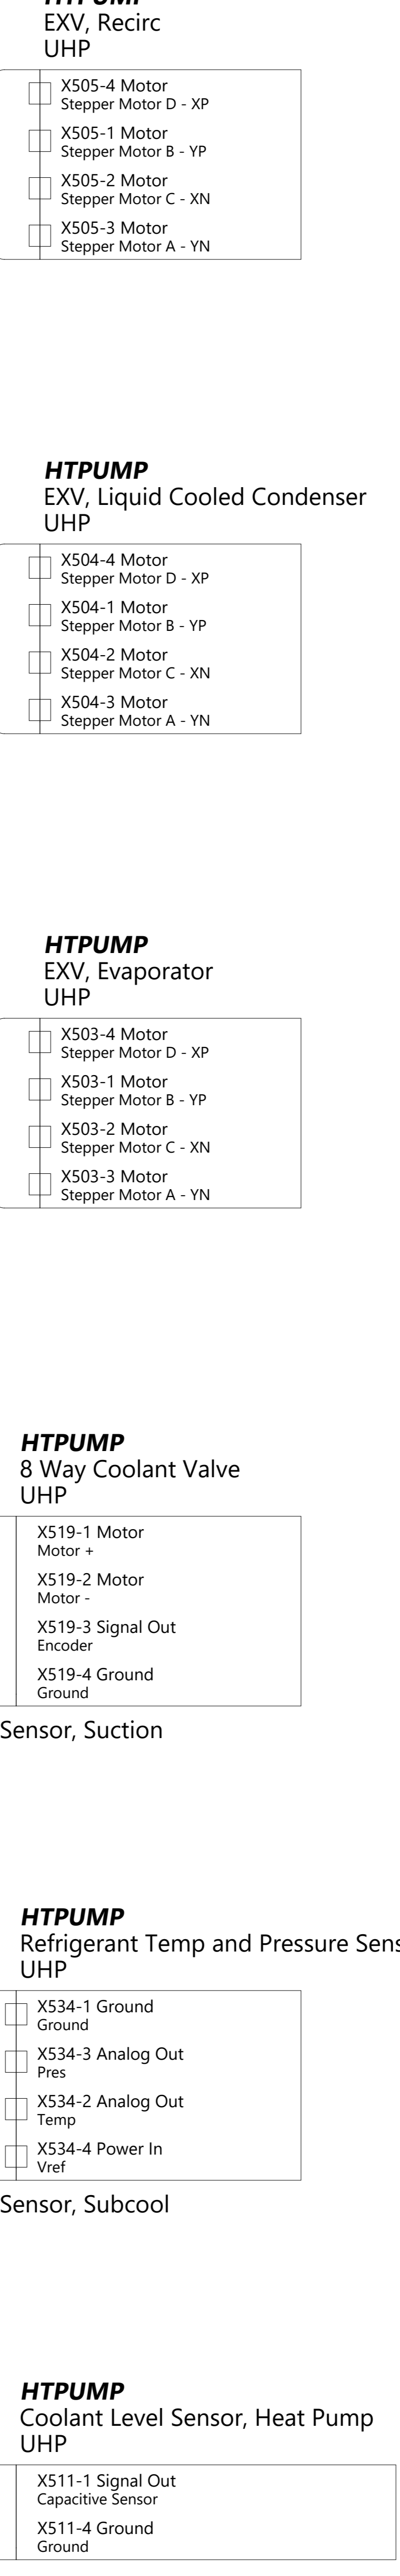 HTPUMP
EXV, Recirc
UHP
X505-4 Motor
Stepper Motor D - XP
X505-1 Motor
Stepper Motor B - YP
X505-2 Motor
Stepper Motor C - XN
X505-3 Motor
Stepper Motor A - YN
HTPUMP
EXV, Liquid Cooled Condenser
UHP
X504-4 Motor
Stepper Motor D - XP
X504-1 Motor
Stepper Motor B - YP
X504-2 Motor
Stepper Motor C - XN
X504-3 Motor
Stepper Motor A - YN
HTPUMP
EXV, Evaporator
UHP
X503-4 Motor
Stepper Motor D - XP
X503-1 Motor
Stepper Motor B - YP
X503-2 Motor
Stepper Motor C - XN
X503-3 Motor
Stepper Motor A - YN
HTPUMP
8 Way Coolant Valve
UHP
X519-1 Motor
Motor +
X519-2 Motor
Motor -
X519-3 Signal Out
Encoder
X519-4 Ground
Ground
Sensor, Suction
HTPUMP
Refrigerant Temp and Pressure Sens
UHP
X534-1 Ground
Ground
X534-3 Analog Out
Pres
X534-2 Analog Out
Temp
X534-4 Power In
Vref
Sensor, Subcool
HTPUMP
Coolant Level Sensor, Heat Pump
UHP
X511-1 Signal Out
Capacitive Sensor
X511-4 Ground
Ground